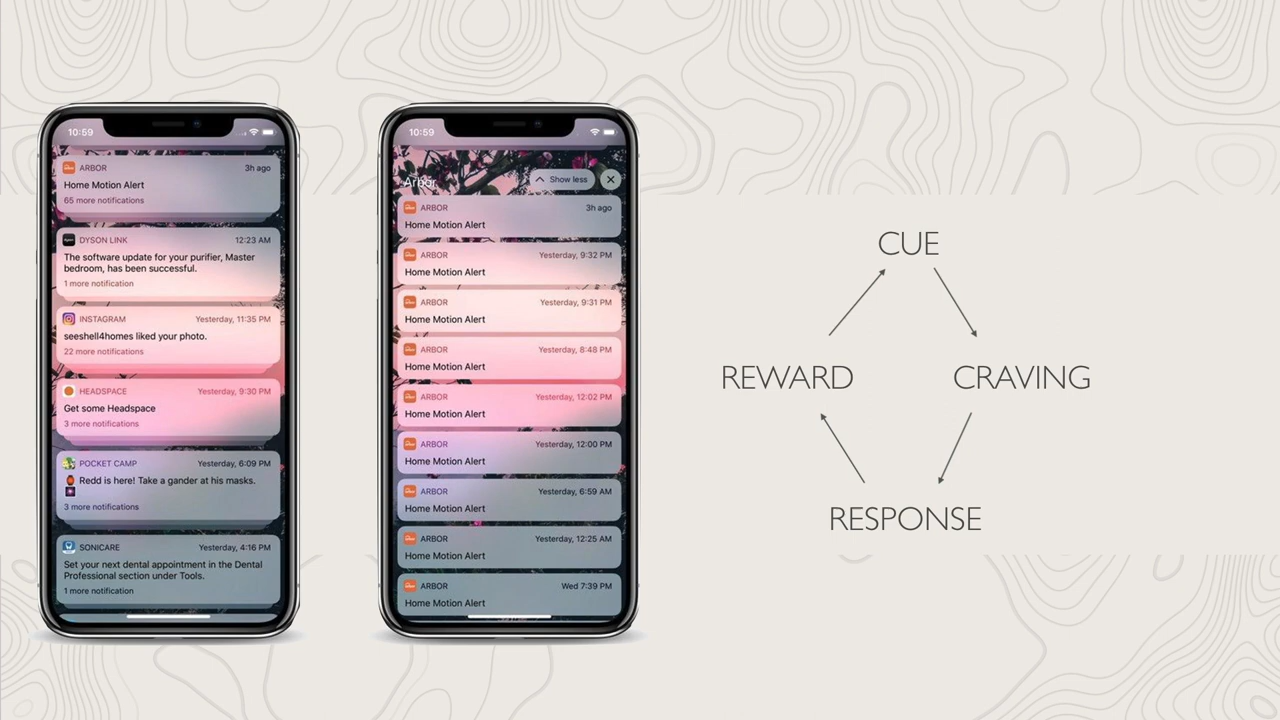 10:59
ARBOR 3h ago
Home Motion Alert
65 more notifications
DYSON LINK 12:23 AM
The software update for your purifier, Master
bedroom, has been successful.
1 more notification
INSTAGRAM Yesterday, 11:35 PM
seeshell4homes liked your photo.
22 more notifications
HEADSPACE Yesterday, 9:30 PM
Get some Headspace
3 more notifications
POCKET CAMP Yesterday, 6:09 PM
Redd is here! Take a gander at his masks.
3 more notifications
SONICARE Yesterday, 4:16 PM
Set your next dental appointment in the Dental
Professional section under Tools.
1 more notification
10:59
Arbor Show less
ARBOR 3h ago
Home Motion Alert
ARBOR Yesterday, 9:32 PM
Home Motion Alert
ARBOR Yesterday, 9:31 PM
Home Motion Alert
ARBOR Yesterday, 8:48 PM
Home Motion Alert
ARBOR Yesterday, 12:02 PM
Home Motion Alert
ARBOR Yesterday, 12:00 PM
Home Motion Alert
ARBOR Yesterday, 6:59 AM
Home Motion Alert
ARBOR Yesterday, 12:25 AM
Home Motion Alert
ARBOR Wed 7:39 PM
Home Motion Alert
CUE
REWARD CRAVING
RESPONSE